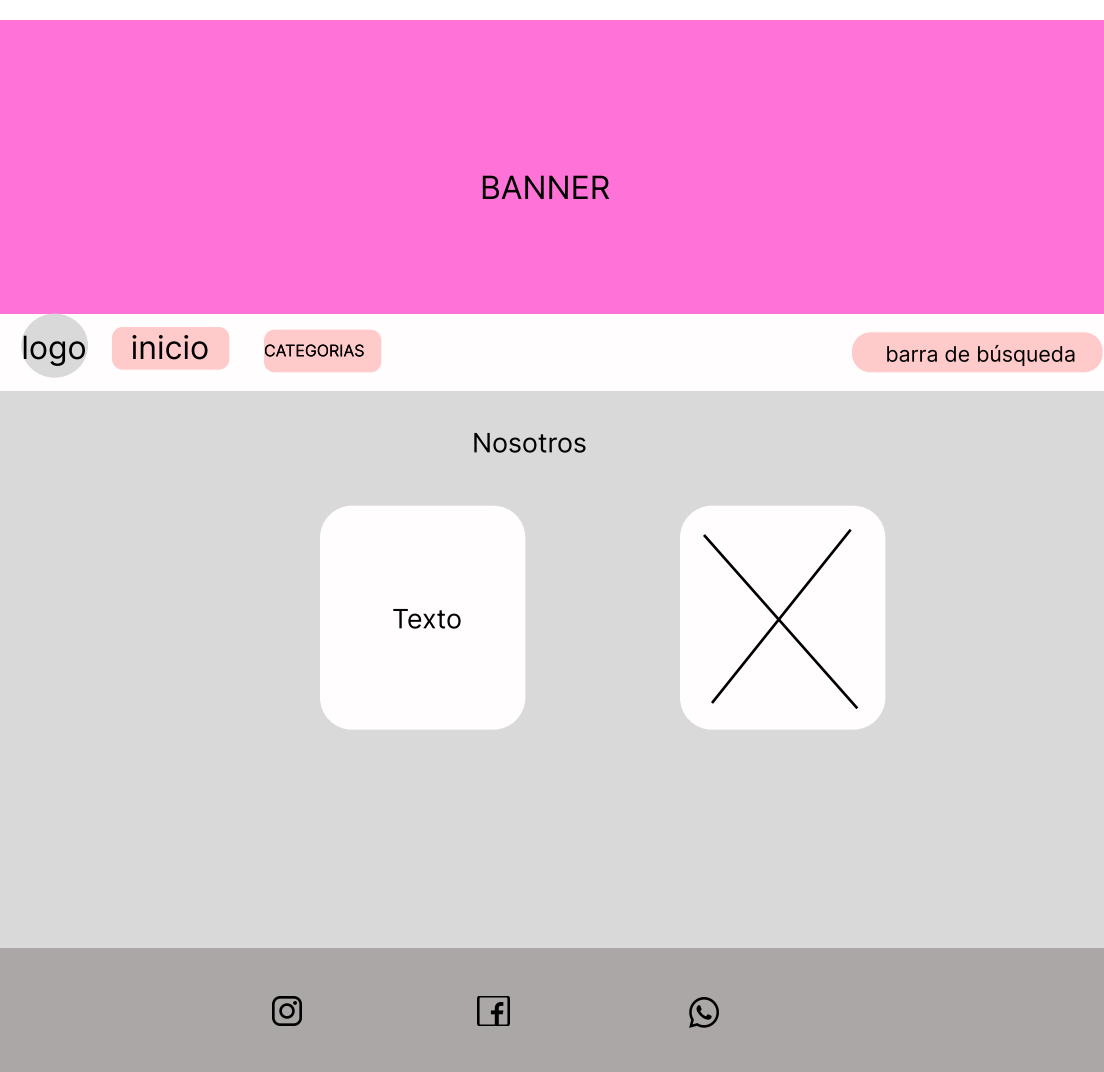 BANNER
logo
inicio
CATEGORIAS
barra de búsqueda
Nosotros
Texto